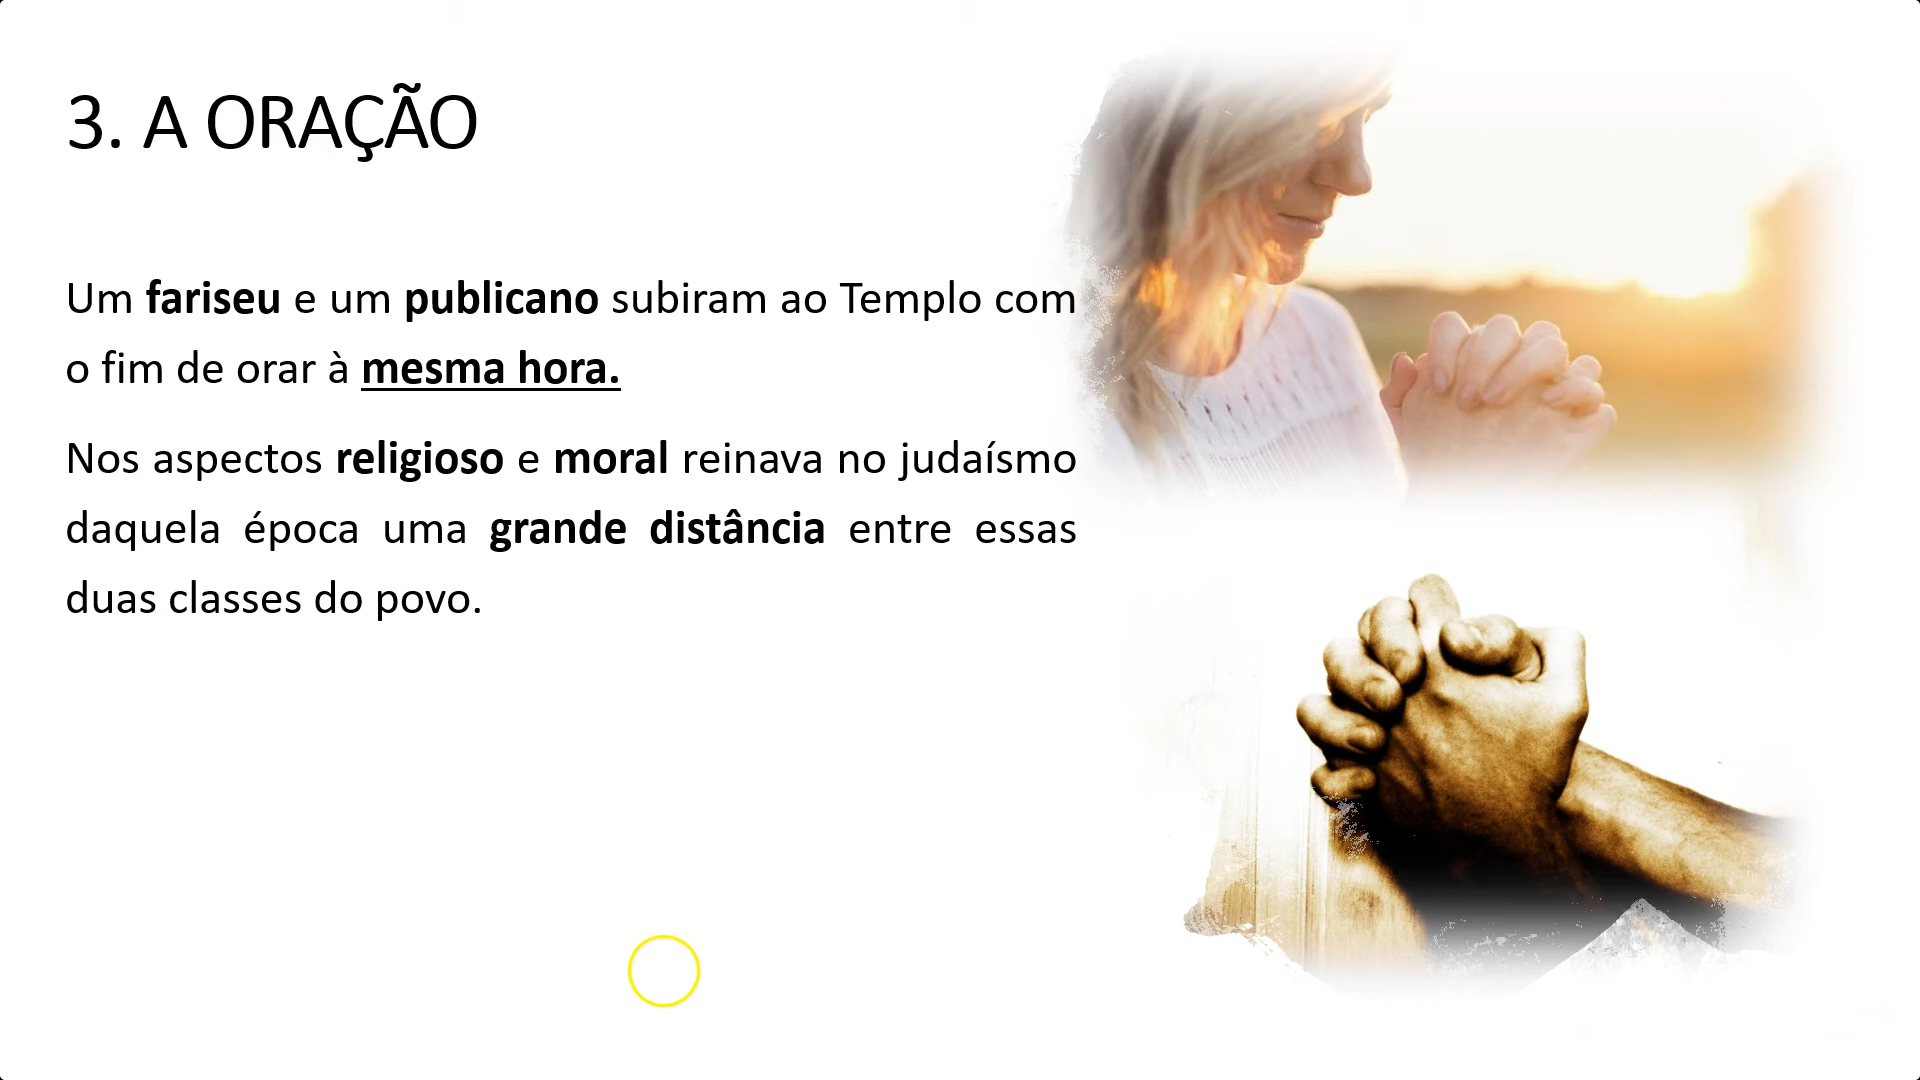 3. A ORAÇÃO
Um fariseu e um publicano subiram ao Templo com
o fim de orar à mesma hora.
Nos aspectos religioso e moral reinava no judaísmo
daquela época uma grande distância entre essas
duas classes do povo.